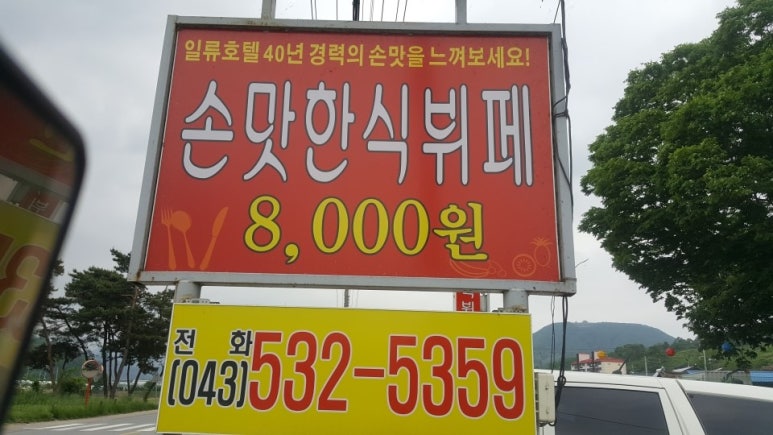 일류호텔 40년 경력의 손맛을 느껴보세요!
손맛한식뷔페
8,000원
전화
(043)532-5359